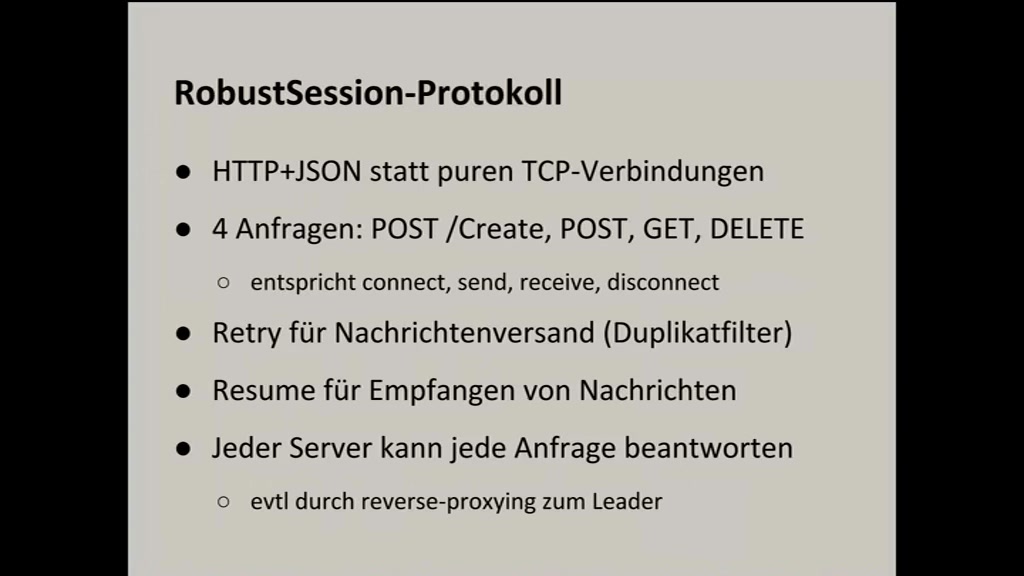 RobustSession-Protokoll
● HTTP+JSON statt puren TCP-Verbindungen
● 4 Anfragen: POST /Create, POST, GET, DELETE
○ entspricht connect, send, receive, disconnect
● Retry für Nachrichtenversand (Duplikatfilter)
● Resume für Empfangen von Nachrichten
● Jeder Server kann jede Anfrage beantworten
○ evtl durch reverse-proxying zum Leader